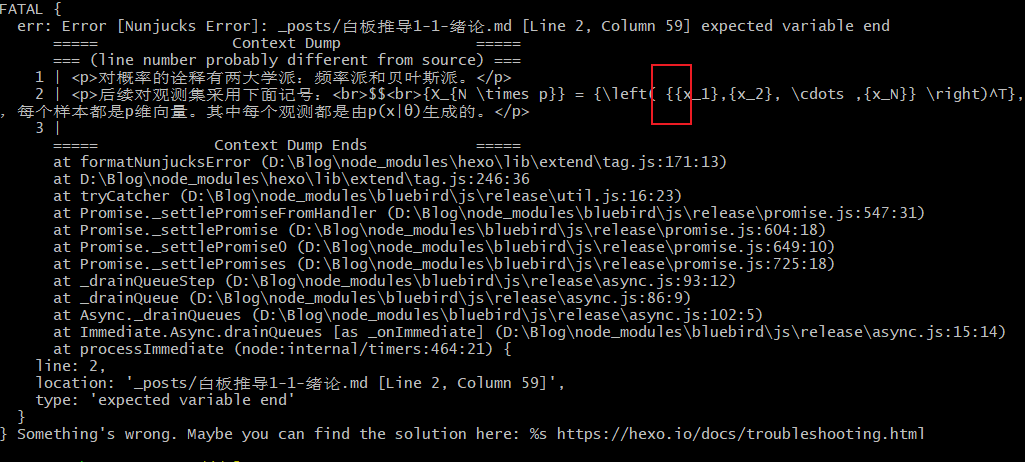 FATAL {
  err: Error [Nunjucks Error]: _posts/白板推导1-1-绪论.md [Line 2, Column 59] expected variable end
      =====               Context Dump               =====
      === (line number probably different from source) ===
    1 | <p>对概率的诠释有两大学派：频率派和贝叶斯派。</p>
    2 | <p>后续对观测集采用下面记号：<br>$$<br>{X_{N \times p}} = {\left( {{x_1},{x_2}, \cdots ,{x_N}} \right)^T},
, 每个样本都是p维向量。其中每个观测都是由p(x|θ)生成的。</p>
    3 |
      =====             Context Dump Ends            =====
      at formatNunjucksError (D:\Blog\node_modules\hexo\lib\extend\tag.js:171:13)
      at D:\Blog\node_modules\hexo\lib\extend\tag.js:246:36
      at tryCatcher (D:\Blog\node_modules\bluebird\js\release\util.js:16:23)
      at Promise._settlePromiseFromHandler (D:\Blog\node_modules\bluebird\js\release\promise.js:547:31)
      at Promise._settlePromise (D:\Blog\node_modules\bluebird\js\release\promise.js:604:18)
      at Promise._settlePromise0 (D:\Blog\node_modules\bluebird\js\release\promise.js:649:10)
      at Promise._settlePromises (D:\Blog\node_modules\bluebird\js\release\promise.js:725:18)
      at _drainQueueStep (D:\Blog\node_modules\bluebird\js\release\async.js:93:12)
      at _drainQueue (D:\Blog\node_modules\bluebird\js\release\async.js:86:9)
      at Async._drainQueues (D:\Blog\node_modules\bluebird\js\release\async.js:102:5)
      at Immediate.Async.drainQueues [as _onImmediate] (D:\Blog\node_modules\bluebird\js\release\async.js:15:14)
      at processImmediate (node:internal/timers:464:21) {
    line: 2,
    location: '_posts/白板推导1-1-绪论.md [Line 2, Column 59]',
    type: 'expected variable end'
  }
} Something's wrong. Maybe you can find the solution here: %s https://hexo.io/docs/troubleshooting.html